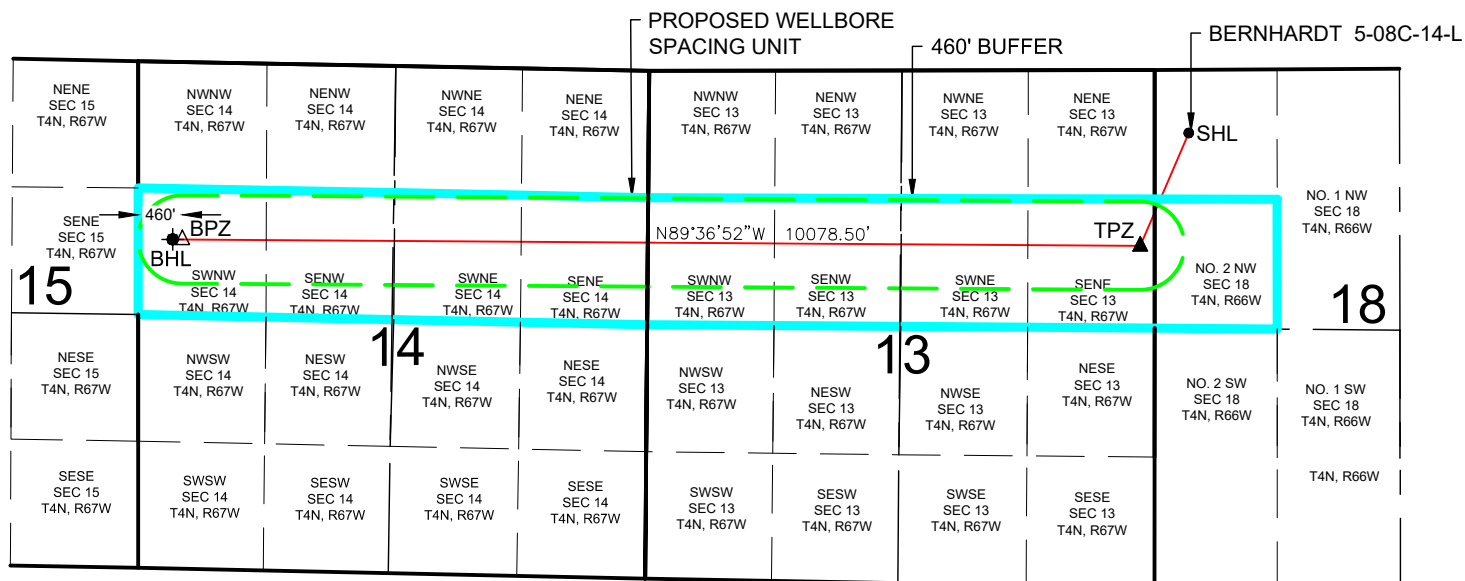 PROPOSED WELLBORE
SPACING UNIT
460' BUFFER
BERNHARDT 5-08C-14-L
NENE
SEC 15
T4N, R67W
NWNW
SEC 14
T4N, R67W
NENW
SEC 14
T4N, R67W
NWNE
SEC 14
T4N, R67W
NENE
SEC 14
T4N, R67W
NWNW
SEC 13
T4N, R67W
NENW
SEC 13
T4N, R67W
NWNE
SEC 13
T4N, R67W
NENE
SEC 13
T4N, R67W
SHL
NO. 1 NW
SEC 18
T4N, R66W
SENE
SEC 15
T4N, R67W
460'
BPZ
BHL
N89°36'52"W 10078.50'
TPZ
SWNW
SEC 14
T4N, R67W
SENW
SEC 14
T4N, R67W
SWNE
SEC 14
T4N, R67W
SENE
SEC 14
T4N, R67W
SWNW
SEC 13
T4N, R67W
SENW
SEC 13
T4N, R67W
SWNE
SEC 13
T4N, R67W
SENE
SEC 13
T4N, R67W
NO. 2 NW
SEC 18
T4N, R66W
15
14
13
18
NESE
SEC 15
T4N, R67W
NWSW
SEC 14
T4N, R67W
NESW
SEC 14
T4N, R67W
NWSE
SEC 14
T4N, R67W
NESE
SEC 14
T4N, R67W
NWSW
SEC 13
T4N, R67W
NESW
SEC 13
T4N, R67W
NWSE
SEC 13
T4N, R67W
NESE
SEC 13
T4N, R67W
NO. 2 SW
SEC 18
T4N, R66W
NO. 1 SW
SEC 18
T4N, R66W
SESE
SEC 15
T4N, R67W
SWSW
SEC 14
T4N, R67W
SESW
SEC 14
T4N, R67W
SWSE
SEC 14
T4N, R67W
SESE
SEC 14
T4N, R67W
SWSW
SEC 13
T4N, R67W
SESW
SEC 13
T4N, R67W
SWSE
SEC 13
T4N, R67W
SESE
SEC 13
T4N, R67W
T4N, R66W